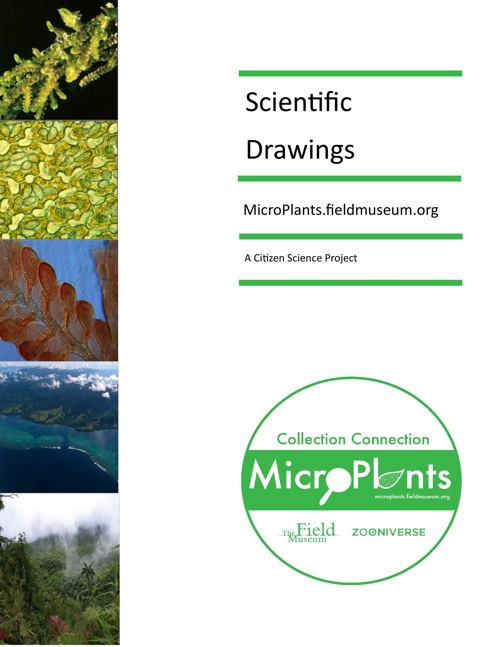 Scientific
Drawings
MicroPlants.fieldmuseum.org
A Citizen Science Project
Collection Connection
MicroPlants
microplants.fieldmuseum.org
The Field
Museum
ZOONIVERSE